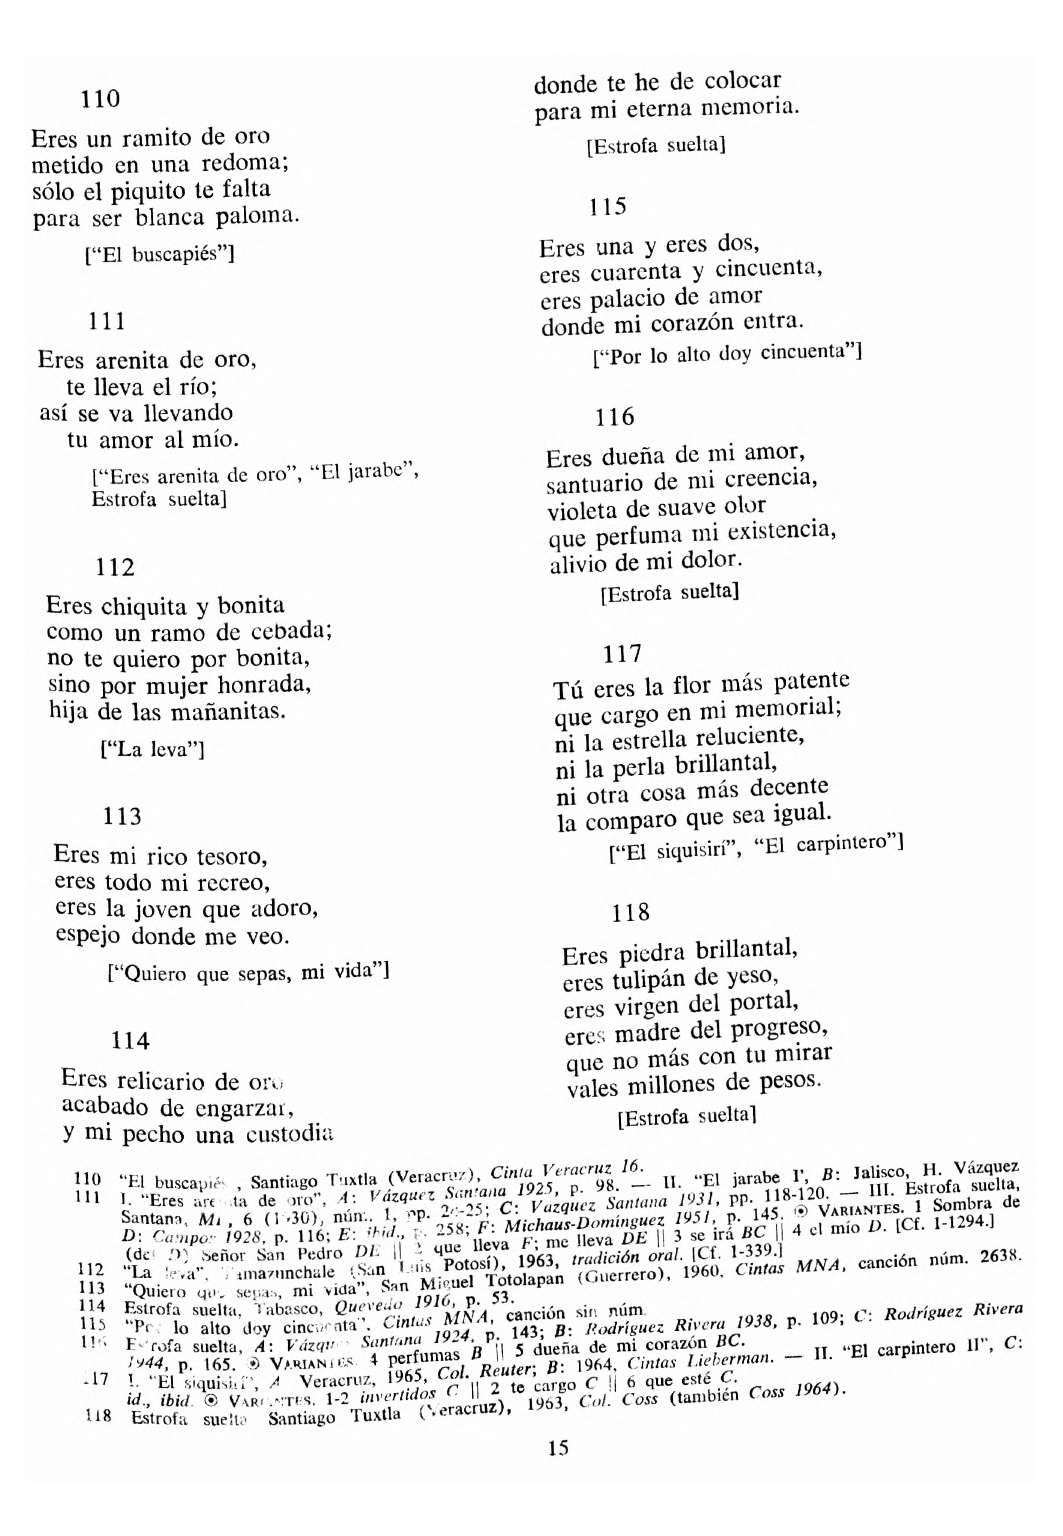 110
Eres un ramito de oro
metido en una redoma;
sólo el piquito te falta
para ser blanca paloma.
["El buscapiés"]
111
Eres arenita de oro,
te lleva el río;
así se va llevando
tu amor al mío.
["Eres arenita de oro", "El jarabe",
Estrofa suelta]
112
Eres chiquita y bonita
como un ramo de cebada;
no te quiero por bonita,
sino por mujer honrada,
hija de las mañanitas.
["La leva"]
113
Eres mi rico tesoro,
eres todo mi recreo,
eres la joven que adoro,
espejo donde me veo.
["Quiero que sepas, mi vida"]
114
Eres relicario de oro
acabado de engarzar,
y mi pecho una custodia
donde te he de colocar
para mi eterna memoria.
[Estrofa suelta]
115
Eres una y eres dos,
eres cuarenta y cincuenta,
eres palacio de amor
donde mi corazón entra.
["Por lo alto doy cincuenta"]
116
Eres dueña de mi amor,
santuario de mi creencia,
violeta de suave olor
que perfuma mi existencia,
alivio de mi dolor.
[Estrofa suelta]
117
Tú eres la flor más patente
que cargo en mi memorial;
ni la estrella reluciente,
ni la perla brillantal,
ni otra cosa más decente
la comparo que sea igual.
["El siquisirí", "El carpintero"]
118
Eres piedra brillantal,
eres tulipán de yeso,
eres virgen del portal,
eres madre del progreso,
que no más con tu mirar
vales millones de pesos.
[Estrofa suelta]
110 "El buscapiés", Santiago Tuxtla (Veracruz), Cinta Veracruz 16.
111 I. "Eres arenita de oro", A: Vázquez Santana 1925, p. 98. — II. "El jarabe I", B: Jalisco, H. Vázquez
Santana, 6 (1930), núm. 1, pp. 25; C: Vázquez Santana 1931, pp. 118-120. — III. Estrofa suelta,
D: Campos 1928, p. 116; E: ibid., p. 258; F: Michaus-Domínguez 1951, p. 145. ⊙ VARIANTES. 1 Sombra de
Señor San Pedro DE || 2 que lleva F; me lleva DE || 3 se irá BC || 4 el mío D. [Cf. 1-1294.]
112 "La leva", Tamazunchale (San Luis Potosí), 1963, tradición oral. [Cf. 1-339.]
113 "Quiero que sepas, mi vida", San Miguel Totolapan (Guerrero), 1960, Cintas MNA, canción núm. 2638.
114 Estrofa suelta, Tabasco, Quevedo 1916, p. 53.
115 "Por lo alto doy cincuenta", Cintas MNA, canción sin núm.
116 Estrofa suelta, A: Vázquez Santana 1924, p. 143; B: Rodríguez Rivera 1938, p. 109; C: Rodríguez Rivera
1944, p. 165. ⊙ VARIANTES. 4 perfumas B || 5 dueña de mi corazón BC.
117 I. "El siquisirí", A Veracruz, 1965, Col. Reuter; B: 1964, Cintas Lieberman. — II. "El carpintero II", C:
id., ibid. ⊙ VARIANTES. 1-2 invertidos C || 2 te cargo C || 6 que esté C.
118 Estrofa suelta Santiago Tuxtla (Veracruz), 1963, Col. Coss (también Coss 1964).
15